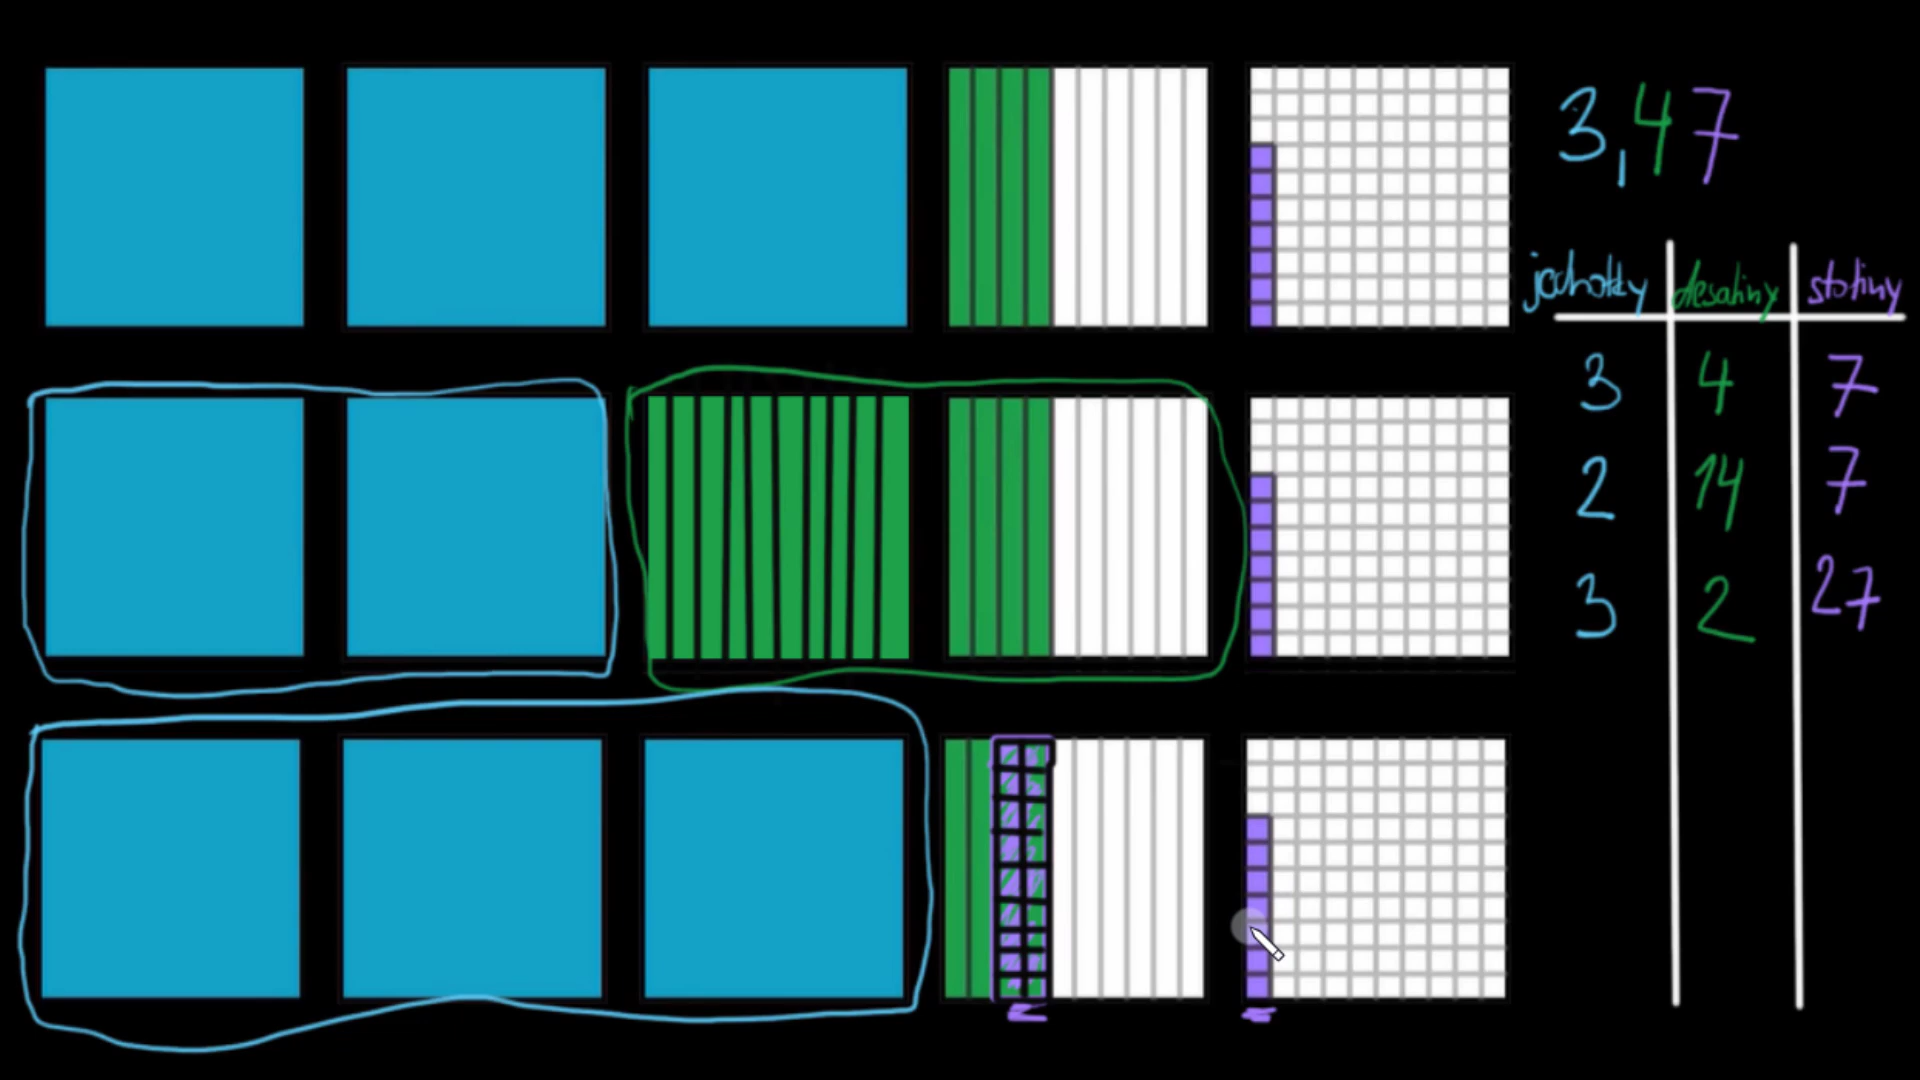 3,47
jednotky desatiny stotiny
3 4 7
2 14 7
3 2 27